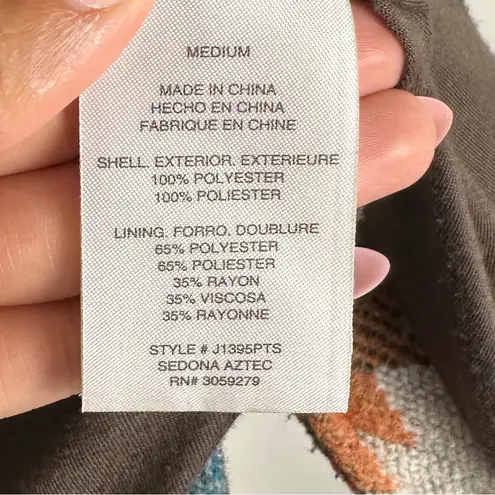 MEDIUM
MADE IN CHINA
HECHO EN CHINA
FABRIQUE EN CHINE
SHELL. EXTERIOR. EXTERIEURE
100% POLYESTER
100% POLIESTER
LINING. FORRO. DOUBLURE
65% POLYESTER
65% POLIESTER
35% RAYON
35% VISCOSA
35% RAYONNE
STYLE # J1395PTS
SEDONA AZTEC
RN# 3059279